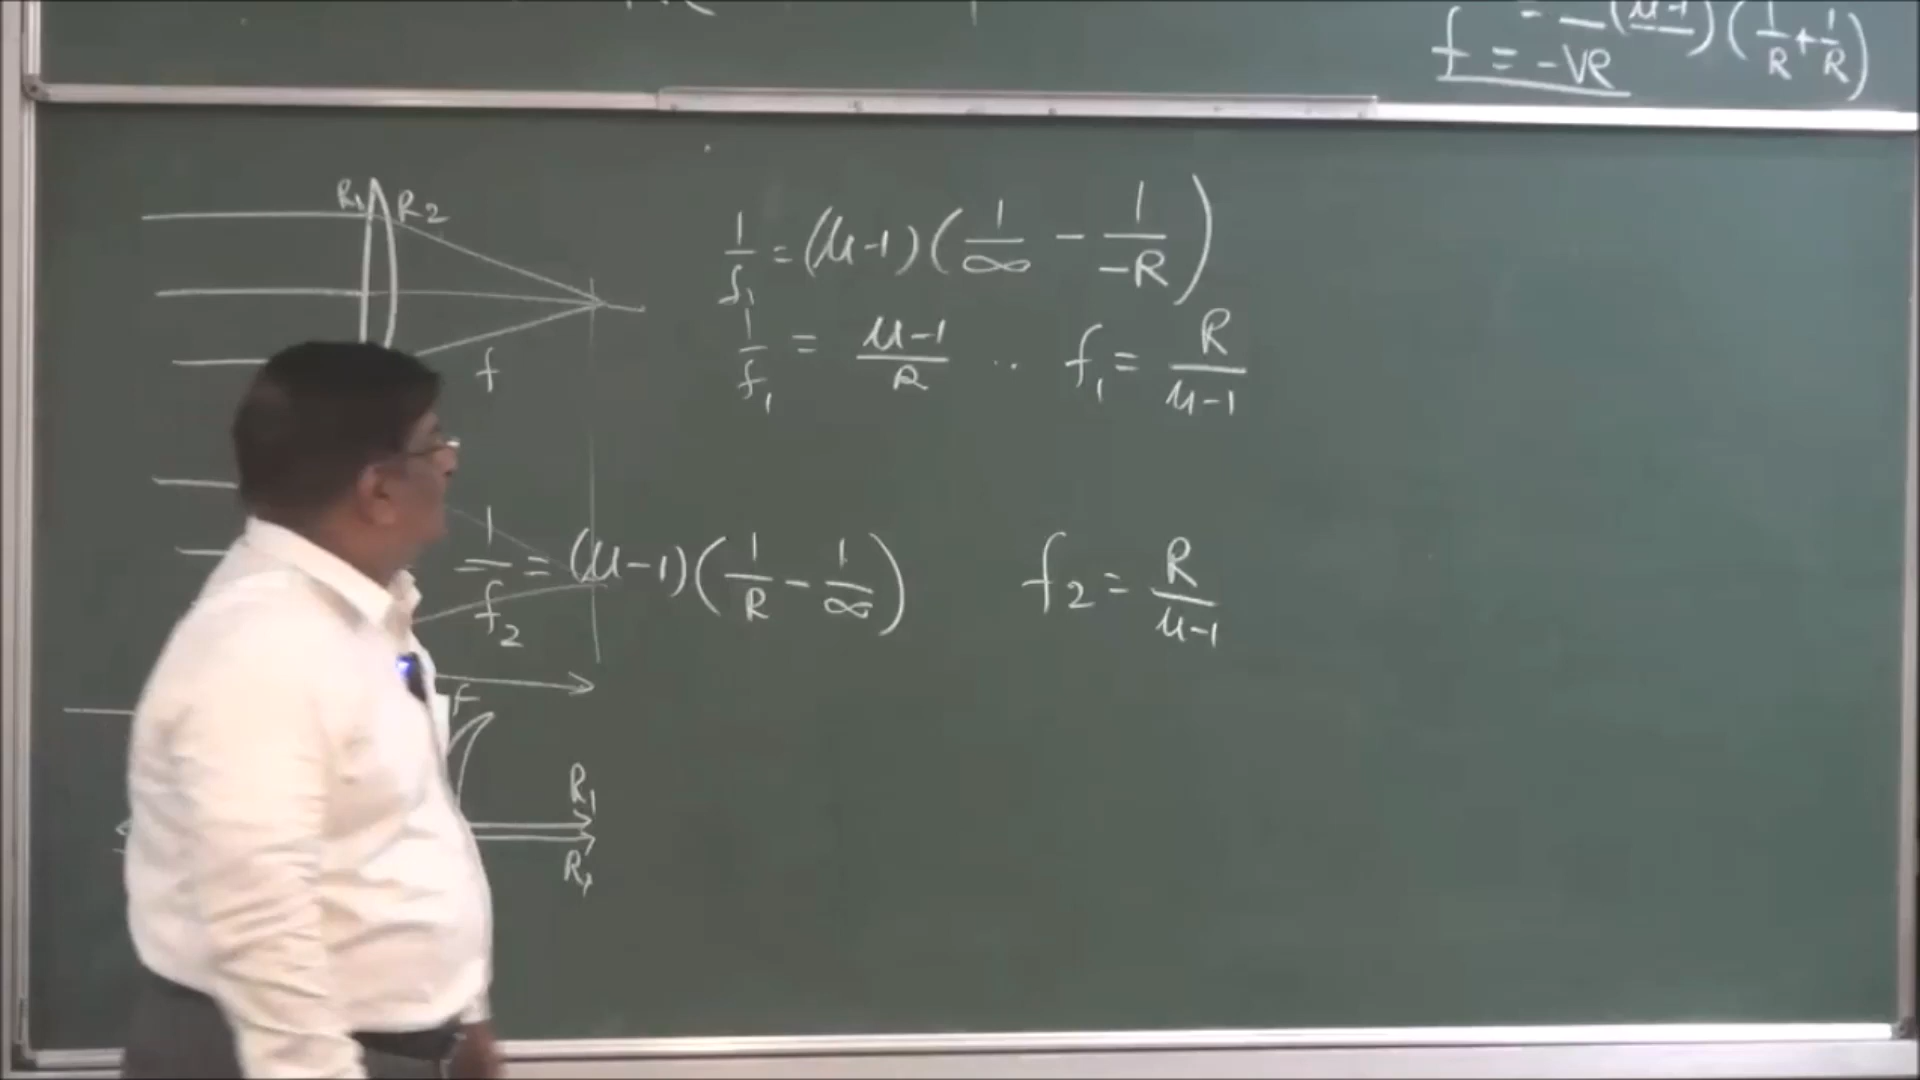 = -(μ-1)(1/R + 1/R)
f = -VR
R1 R2
1/f1 = (μ-1)(1/∞ - 1/-R)
1/f1 = μ-1/R .. f1 = R/μ-1
f
1/f2 = (μ-1)(1/R - 1/∞) f2 = R/μ-1
f
R1